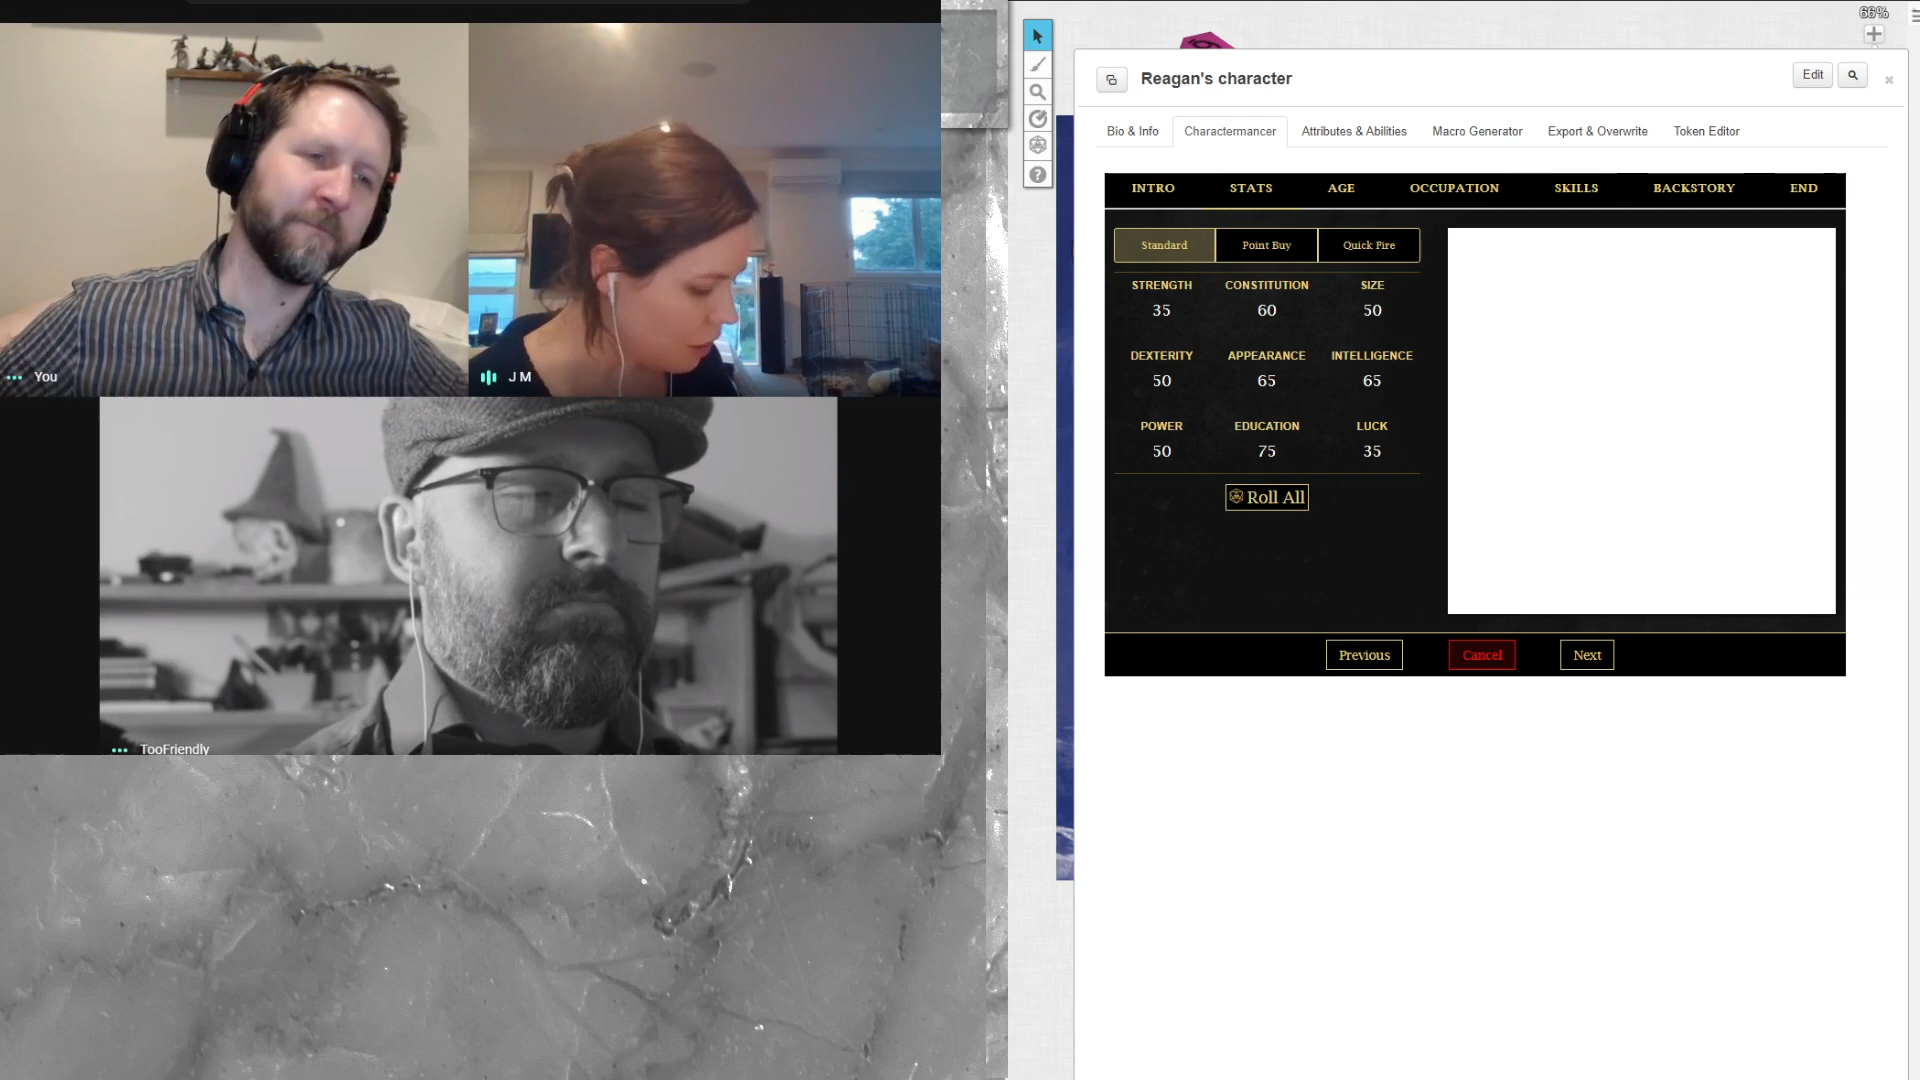 You
J M
TooFriendly
66%
Reagan's character
Edit
Bio & Info
Charactermancer
Attributes & Abilities
Macro Generator
Export & Overwrite
Token Editor
INTRO
STATS
AGE
OCCUPATION
SKILLS
BACKSTORY
END
Standard
Point Buy
Quick Fire
STRENGTH CONSTITUTION SIZE
35 60 50
DEXTERITY APPEARANCE INTELLIGENCE
50 65 65
POWER EDUCATION LUCK
50 75 35
Roll All
Previous
Cancel
Next